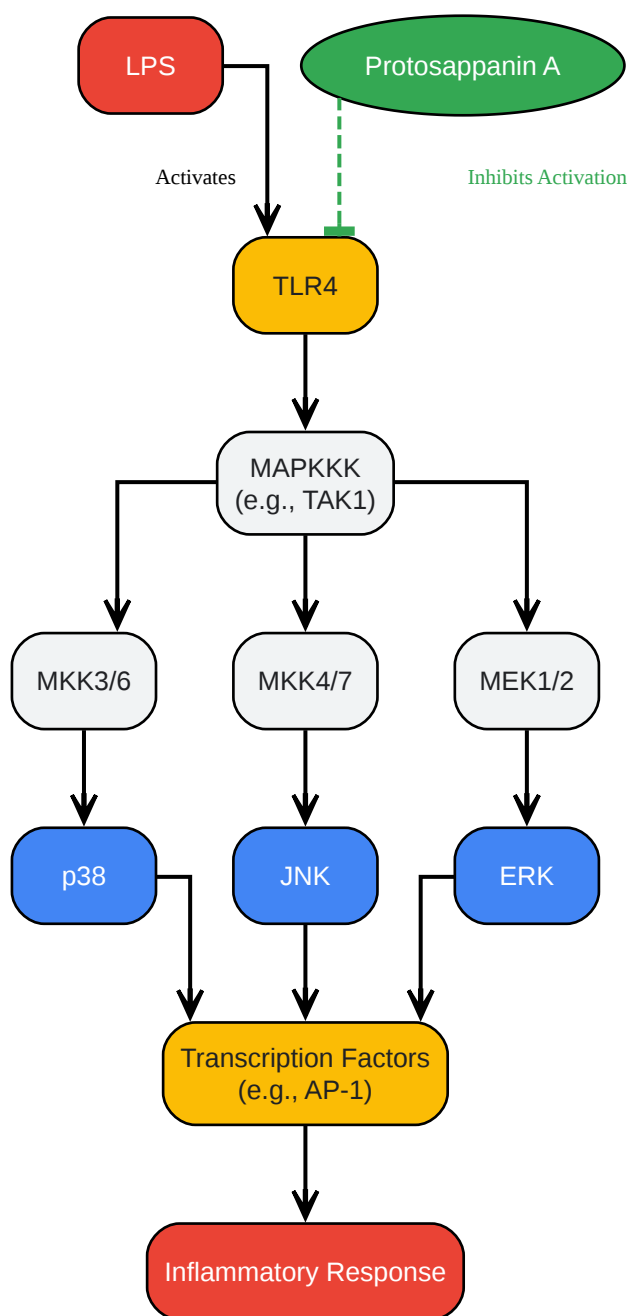 LPS
Protosappanin A
Activates
Inhibits Activation
TLR4
MAPKKK
(e.g., TAK1)
MKK3/6
MKK4/7
MEK1/2
p38
JNK
ERK
Transcription Factors
(e.g., AP-1)
Inflammatory Response